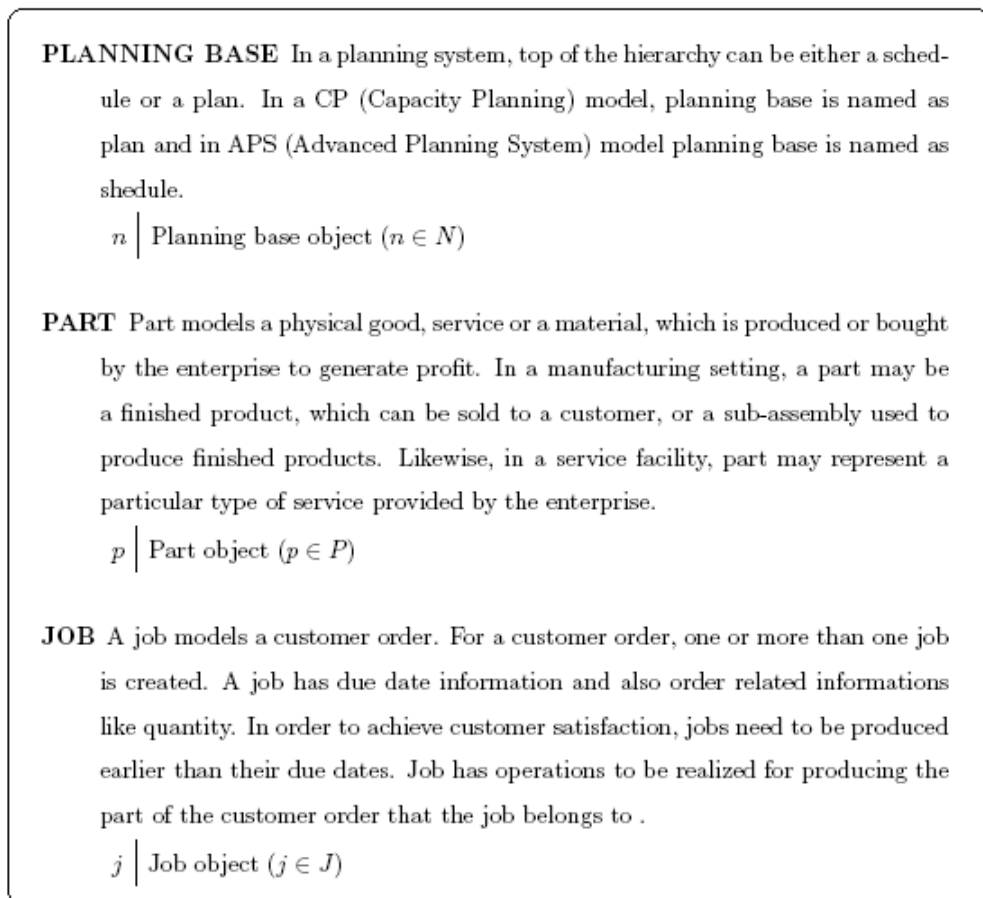 PLANNING BASE In a planning system, top of the hierarchy can be either a sched-
ule or a plan. In a CP (Capacity Planning) model, planning base is named as
plan and in APS (Advanced Planning System) model planning base is named as
shedule.
n | Planning base object (n ∈ N)
PART Part models a physical good, service or a material, which is produced or bought
by the enterprise to generate profit. In a manufacturing setting, a part may be
a finished product, which can be sold to a customer, or a sub-assembly used to
produce finished products. Likewise, in a service facility, part may represent a
particular type of service provided by the enterprise.
p | Part object (p ∈ P)
JOB A job models a customer order. For a customer order, one or more than one job
is created. A job has due date information and also order related informations
like quantity. In order to achieve customer satisfaction, jobs need to be produced
earlier than their due dates. Job has operations to be realized for producing the
part of the customer order that the job belongs to .
j | Job object (j ∈ J)